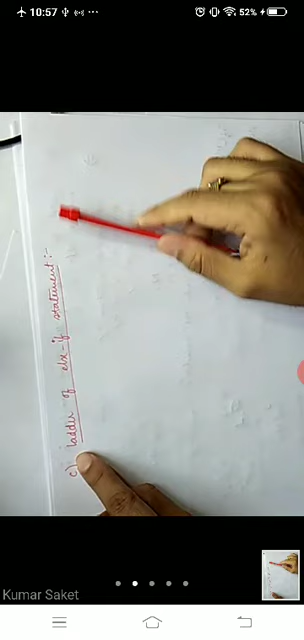 10:57
52%
c) ladder of else-if statement :-
Kumar Saket